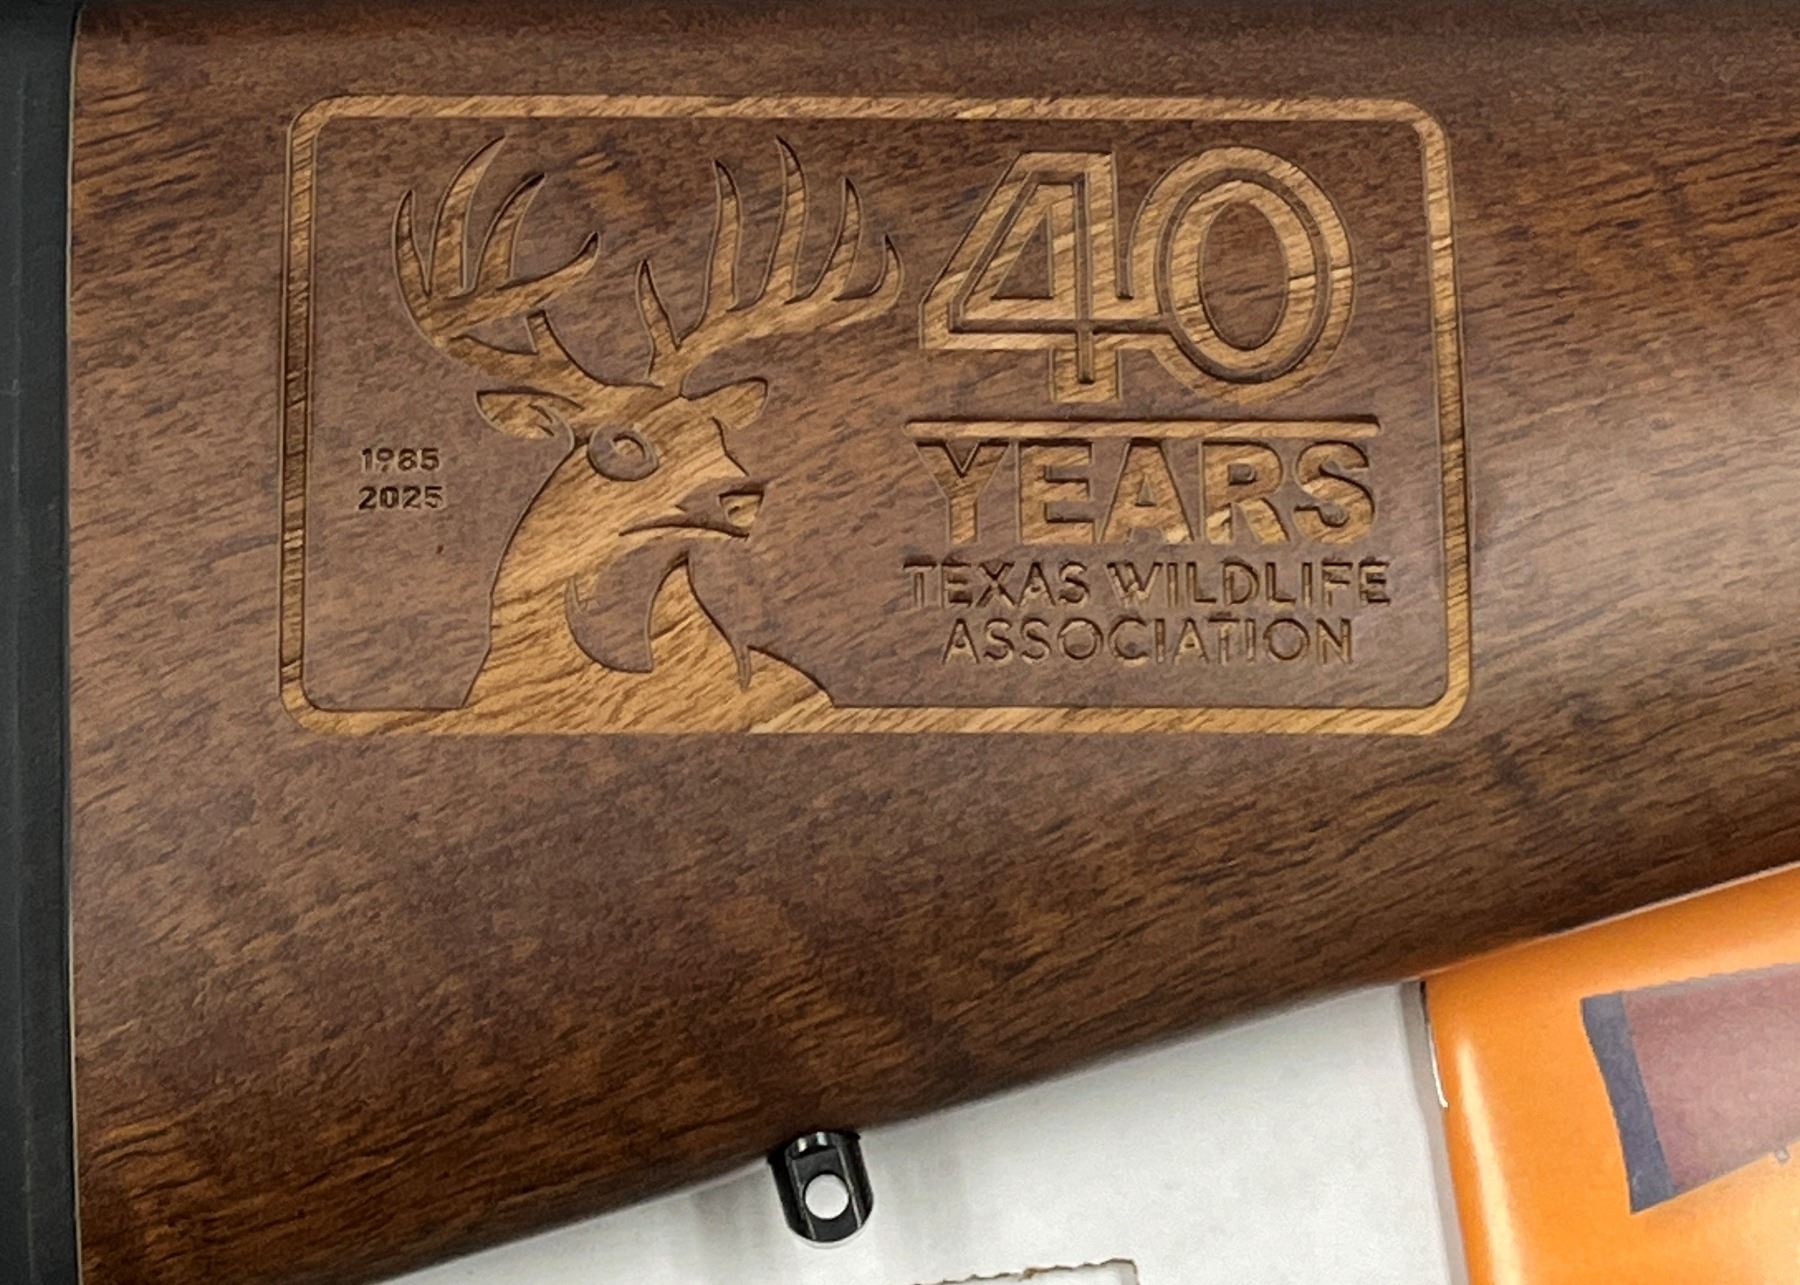 1985
2025
40
YEARS
TEXAS WILDLIFE
ASSOCIATION